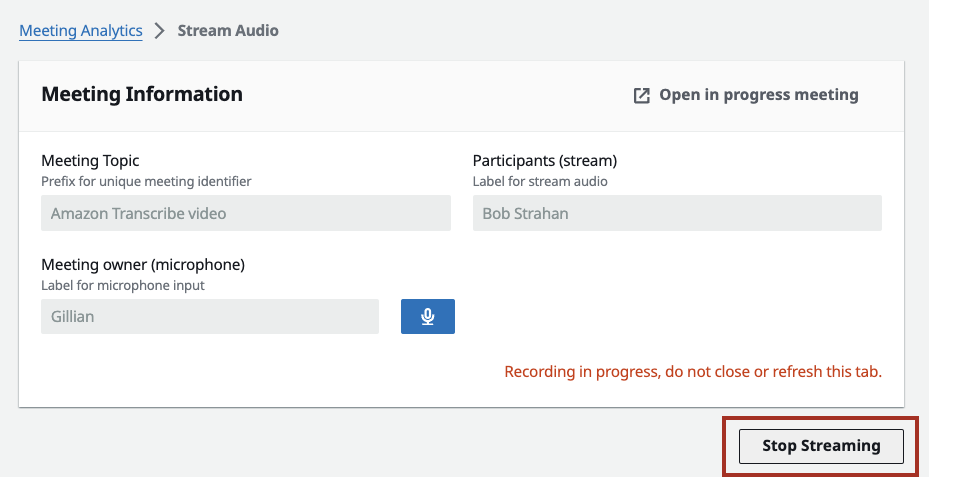 Meeting Analytics > Stream Audio
Meeting Information
Open in progress meeting
Meeting Topic
Prefix for unique meeting identifier
Amazon Transcribe video
Participants (stream)
Label for stream audio
Bob Strahan
Meeting owner (microphone)
Label for microphone input
Gillian
Recording in progress, do not close or refresh this tab.
Stop Streaming